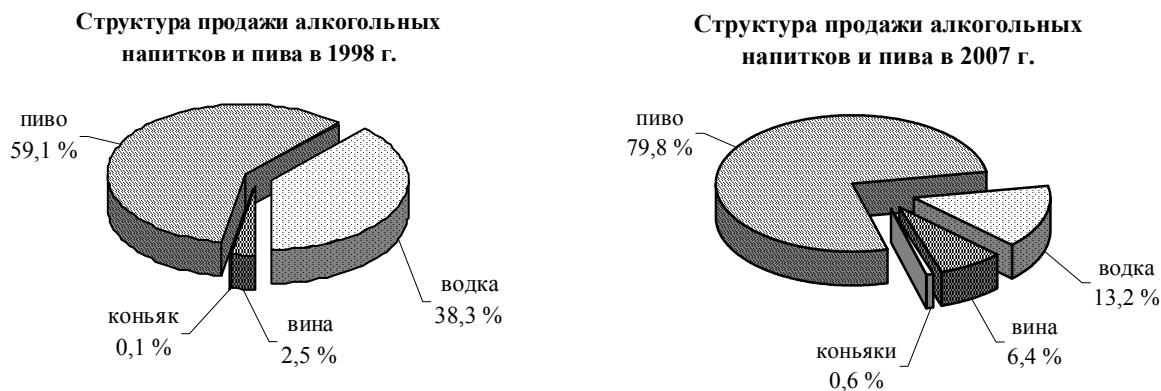 Структура продажи алкогольных
напитков и пива в 1998 г.
пиво
59,1 %
водка
38,3 %
коньяк
0,1 %
вина
2,5 %
Структура продажи алкогольных
напитков и пива в 2007 г.
пиво
79,8 %
водка
13,2 %
вина
6,4 %
коньяки
0,6 %